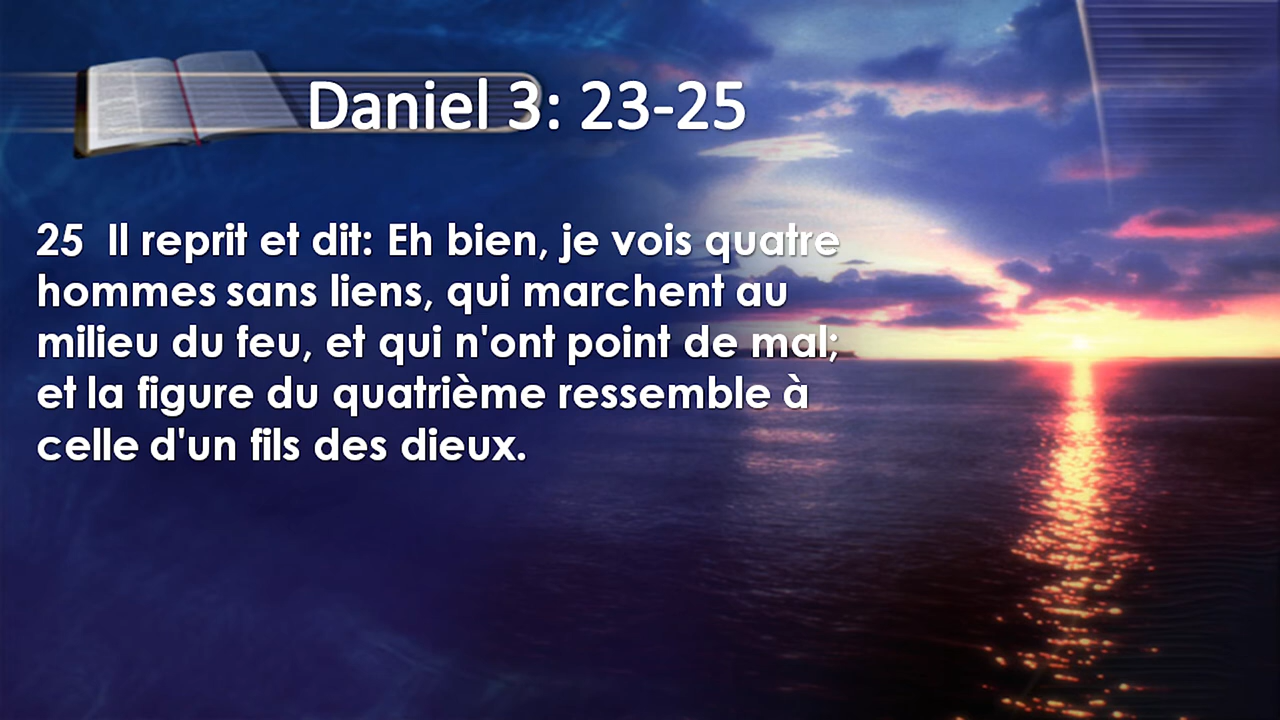 Daniel 3: 23-25
25  Il reprit et dit: Eh bien, je vois quatre
hommes sans liens, qui marchent au
milieu du feu, et qui n'ont point de mal;
et la figure du quatrième ressemble à
celle d'un fils des dieux.